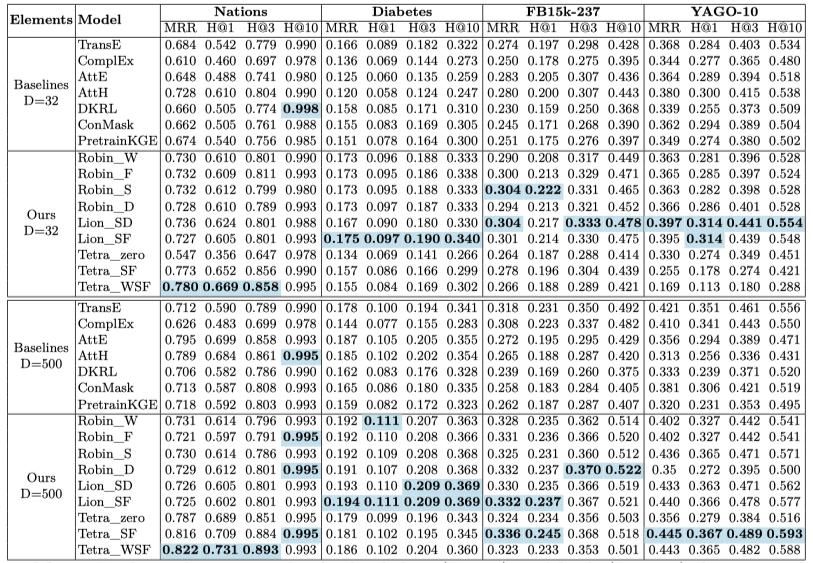 Elements Model Nations Diabetes FB15k-237 YAGO-10
MRR H@1 H@3 H@10 MRR H@1 H@3 H@10 MRR H@1 H@3 H@10 MRR H@1 H@3 H@10
Baselines D=32
TransE 0.684 0.542 0.779 0.990 0.166 0.089 0.182 0.322 0.274 0.197 0.298 0.428 0.368 0.284 0.403 0.534
ComplEx 0.610 0.460 0.697 0.978 0.136 0.069 0.144 0.273 0.250 0.178 0.275 0.395 0.344 0.277 0.365 0.480
AttE 0.648 0.488 0.741 0.980 0.125 0.060 0.135 0.259 0.283 0.205 0.307 0.436 0.364 0.289 0.394 0.518
AttH 0.728 0.610 0.804 0.990 0.120 0.058 0.124 0.247 0.280 0.200 0.307 0.443 0.380 0.300 0.415 0.538
DKRL 0.660 0.505 0.774 0.998 0.158 0.085 0.171 0.310 0.230 0.159 0.250 0.368 0.339 0.255 0.373 0.509
ConMask 0.662 0.505 0.761 0.988 0.155 0.083 0.169 0.305 0.245 0.171 0.268 0.390 0.362 0.294 0.389 0.504
PretrainKGE 0.674 0.540 0.756 0.985 0.151 0.078 0.164 0.300 0.251 0.175 0.276 0.397 0.349 0.274 0.380 0.502
Ours D=32
Robin_W 0.730 0.610 0.801 0.990 0.173 0.096 0.188 0.333 0.290 0.208 0.317 0.449 0.363 0.281 0.396 0.528
Robin_F 0.732 0.609 0.811 0.993 0.173 0.095 0.186 0.338 0.300 0.213 0.329 0.471 0.365 0.285 0.397 0.524
Robin_S 0.732 0.612 0.799 0.980 0.173 0.095 0.188 0.333 0.304 0.222 0.331 0.465 0.363 0.282 0.398 0.528
Robin_D 0.728 0.610 0.789 0.993 0.173 0.097 0.187 0.333 0.294 0.213 0.321 0.452 0.366 0.286 0.401 0.528
Lion_SD 0.736 0.624 0.801 0.988 0.167 0.090 0.180 0.330 0.304 0.217 0.333 0.478 0.397 0.314 0.441 0.554
Lion_SF 0.727 0.605 0.801 0.993 0.175 0.097 0.190 0.340 0.301 0.214 0.330 0.475 0.395 0.314 0.439 0.548
Tetra_zero 0.547 0.356 0.647 0.978 0.134 0.069 0.141 0.266 0.264 0.187 0.288 0.414 0.330 0.274 0.349 0.451
Tetra_SF 0.773 0.652 0.856 0.990 0.157 0.086 0.166 0.299 0.278 0.196 0.304 0.439 0.255 0.178 0.274 0.421
Tetra_WSF 0.780 0.669 0.858 0.995 0.155 0.084 0.169 0.302 0.266 0.188 0.289 0.421 0.169 0.113 0.180 0.288
Baselines D=500
TransE 0.712 0.590 0.789 0.990 0.178 0.100 0.194 0.341 0.318 0.231 0.350 0.492 0.421 0.351 0.461 0.556
ComplEx 0.626 0.483 0.699 0.978 0.144 0.077 0.155 0.283 0.308 0.223 0.337 0.482 0.410 0.341 0.443 0.550
AttE 0.795 0.699 0.858 0.993 0.187 0.105 0.205 0.355 0.272 0.195 0.295 0.429 0.356 0.294 0.389 0.471
AttH 0.789 0.684 0.861 0.995 0.185 0.102 0.202 0.354 0.265 0.188 0.287 0.420 0.313 0.256 0.336 0.431
DKRL 0.706 0.582 0.786 0.990 0.162 0.083 0.176 0.328 0.239 0.169 0.260 0.375 0.333 0.239 0.371 0.520
ConMask 0.713 0.587 0.808 0.993 0.165 0.086 0.180 0.335 0.258 0.183 0.284 0.405 0.381 0.306 0.421 0.519
PretrainKGE 0.718 0.592 0.803 0.993 0.159 0.082 0.172 0.323 0.262 0.187 0.287 0.407 0.320 0.231 0.353 0.495
Ours D=500
Robin_W 0.731 0.614 0.796 0.993 0.192 0.111 0.207 0.363 0.328 0.235 0.362 0.514 0.402 0.327 0.442 0.541
Robin_F 0.721 0.597 0.791 0.995 0.192 0.110 0.208 0.366 0.331 0.236 0.366 0.520 0.402 0.327 0.442 0.541
Robin_S 0.730 0.614 0.786 0.993 0.192 0.109 0.208 0.368 0.325 0.231 0.360 0.512 0.436 0.365 0.471 0.571
Robin_D 0.729 0.612 0.801 0.995 0.191 0.107 0.208 0.368 0.332 0.237 0.370 0.522 0.35 0.272 0.395 0.500
Lion_SD 0.726 0.605 0.801 0.993 0.193 0.110 0.209 0.369 0.330 0.235 0.366 0.519 0.433 0.363 0.471 0.562
Lion_SF 0.725 0.602 0.801 0.993 0.194 0.111 0.209 0.369 0.332 0.237 0.367 0.521 0.440 0.366 0.478 0.577
Tetra_zero 0.787 0.689 0.851 0.995 0.179 0.099 0.196 0.343 0.324 0.234 0.356 0.503 0.356 0.279 0.384 0.516
Tetra_SF 0.816 0.709 0.884 0.995 0.181 0.102 0.195 0.345 0.336 0.245 0.368 0.518 0.445 0.367 0.489 0.593
Tetra_WSF 0.822 0.731 0.893 0.993 0.186 0.102 0.204 0.360 0.323 0.233 0.353 0.501 0.443 0.365 0.482 0.588